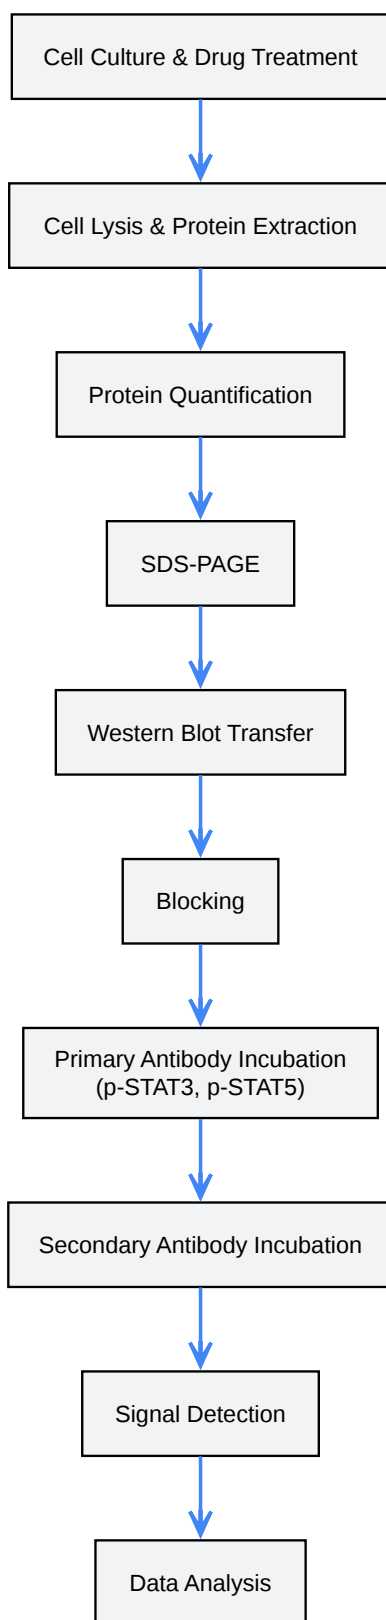 Cell Culture & Drug Treatment
Cell Lysis & Protein Extraction
Protein Quantification
SDS-PAGE
Western Blot Transfer
Blocking
Primary Antibody Incubation
(p-STAT3, p-STAT5)
Secondary Antibody Incubation
Signal Detection
Data Analysis